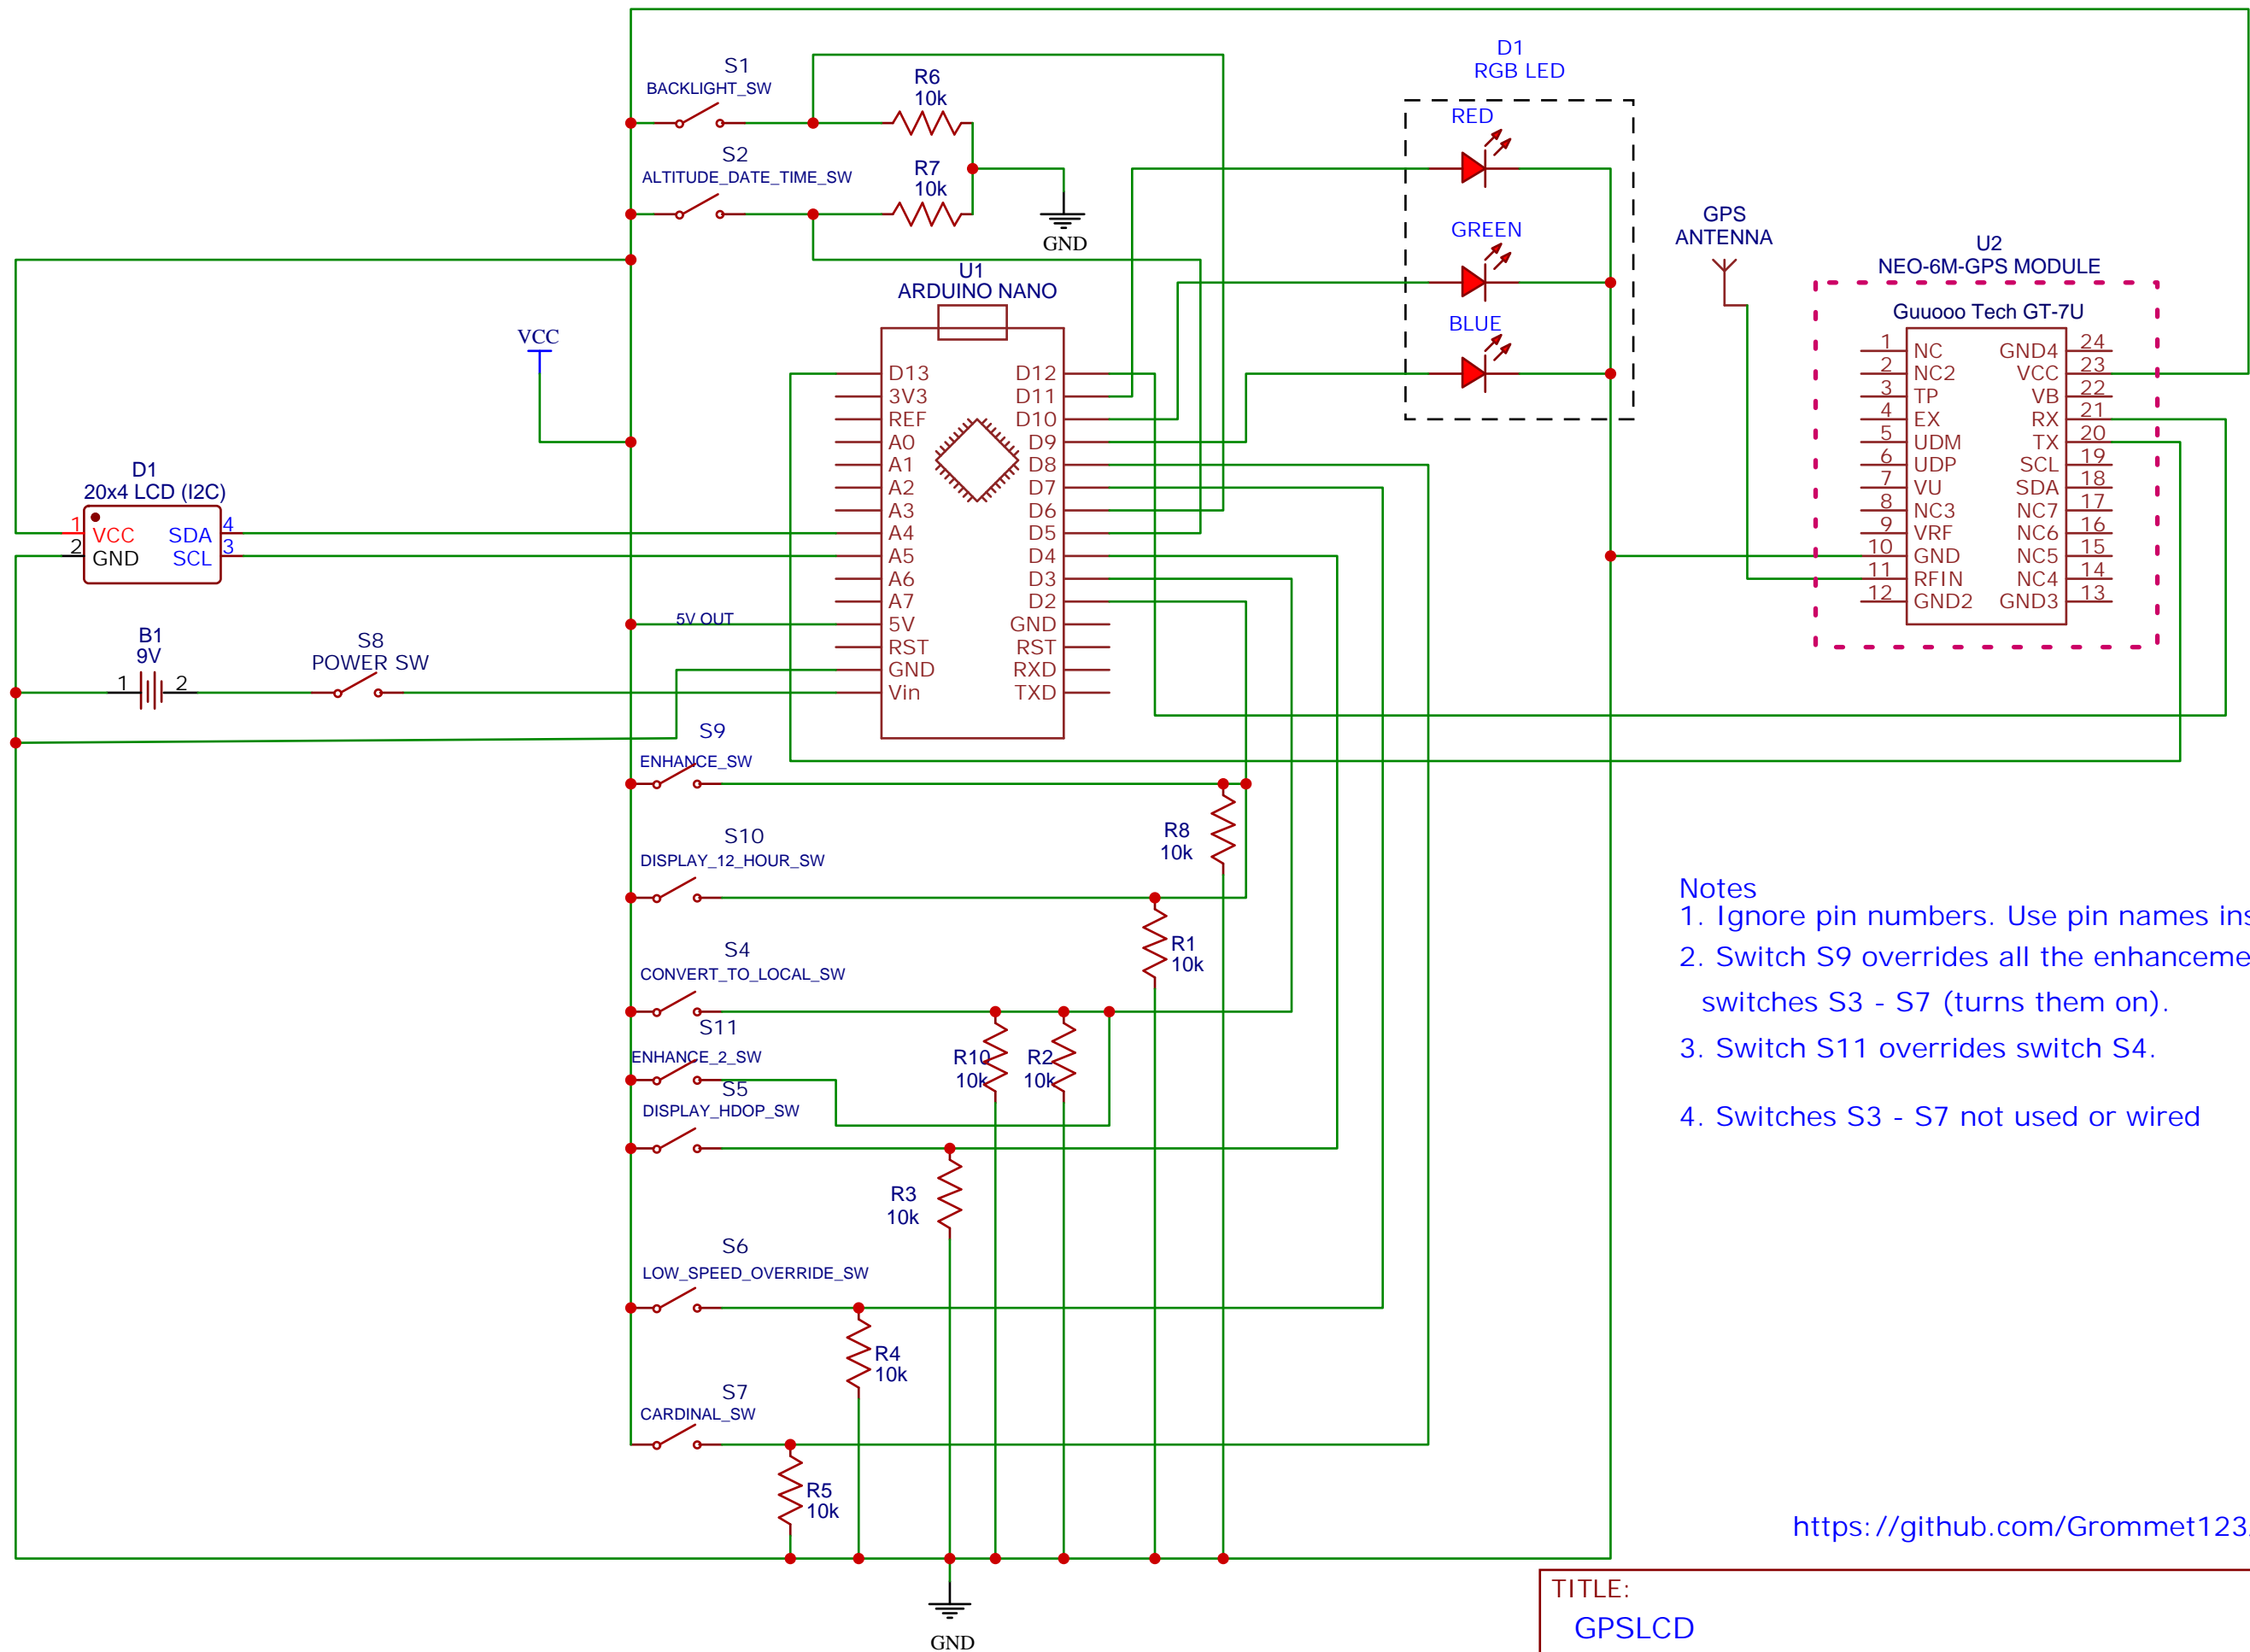 S1
BACKLIGHT_SW
R6
10k
S2
ALTITUDE_DATE_TIME_SW
R7
10k
GND
D1
RGB LED
RED
GREEN
BLUE
GPS
ANTENNA
U2
NEO-6M-GPS MODULE
Guuooo Tech GT-7U
1 NC GND4 24
2 NC2 VCC 23
3 TP VB 22
4 EX RX 21
5 UDM TX 20
6 UDP SCL 19
7 VU SDA 18
8 NC3 NC7 17
9 VRF NC6 16
10 GND NC5 15
11 RFIN NC4 14
12 GND2 GND3 13
U1
ARDUINO NANO
D13 D12
3V3 D11
REF D10
A0 D9
A1 D8
A2 D7
A3 D6
A4 D5
A5 D4
A6 D3
A7 D2
5V GND
RST RST
GND RXD
Vin TXD
VCC
D1
20x4 LCD (I2C)
1 VCC SDA 4
2 GND SCL 3
5V OUT
B1
9V
1 2
S8
POWER SW
S9
ENHANCE_SW
R8
10k
S10
DISPLAY_12_HOUR_SW
R1
10k
S4
CONVERT_TO_LOCAL_SW
S11
ENHANCE_2_SW
R10
10k
R2
10k
S5
DISPLAY_HDOP_SW
R3
10k
S6
LOW_SPEED_OVERRIDE_SW
R4
10k
S7
CARDINAL_SW
R5
10k
GND
Notes
1. Ignore pin numbers. Use pin names ins
2. Switch S9 overrides all the enhanceme
switches S3 - S7 (turns them on).
3. Switch S11 overrides switch S4.
4. Switches S3 - S7 not used or wired
https://github.com/Grommet123
TITLE:
GPSLCD